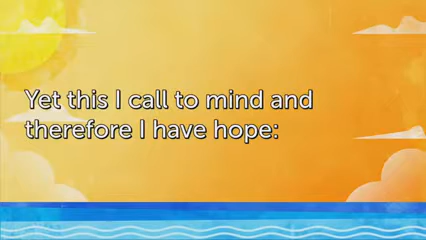 Yet this I call to mind and
therefore I have hope: